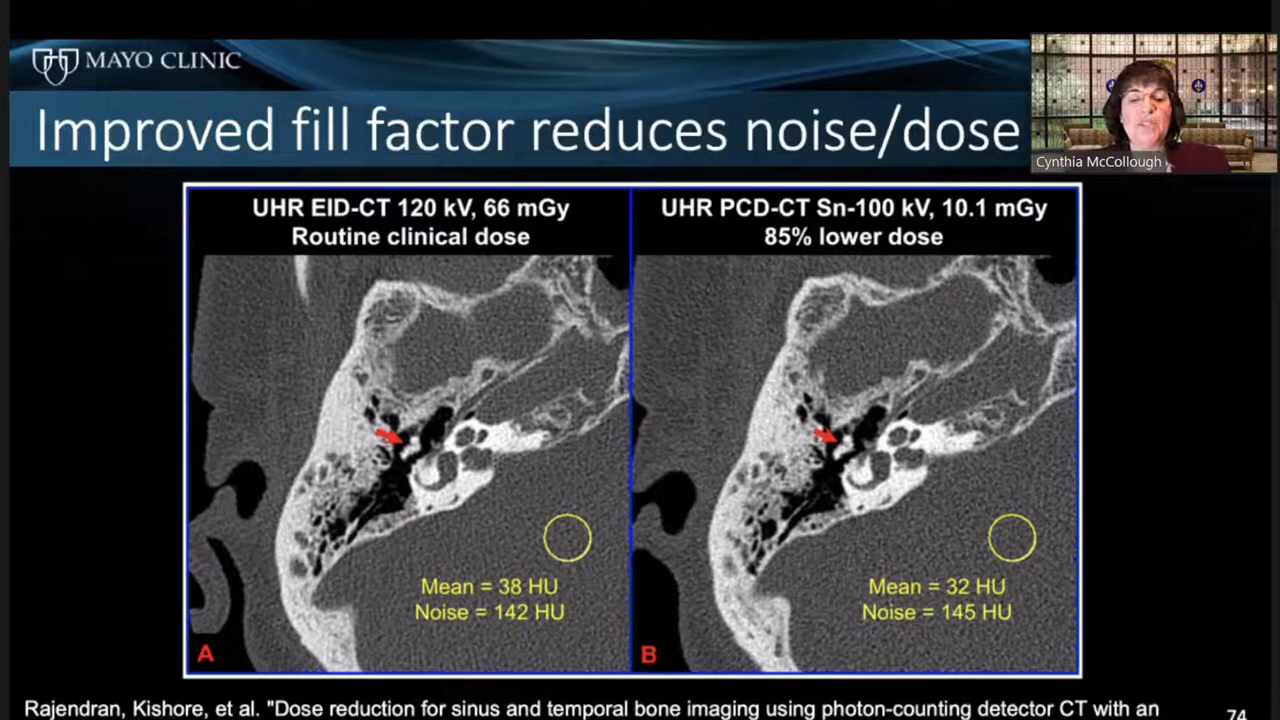 MAYO CLINIC
Improved fill factor reduces noise/dose
Cynthia McCollough
UHR EID-CT 120 kV, 66 mGy
Routine clinical dose
UHR PCD-CT Sn-100 kV, 10.1 mGy
85% lower dose
Mean = 38 HU
Noise = 142 HU
A
Mean = 32 HU
Noise = 145 HU
B
Rajendran, Kishore, et al. "Dose reduction for sinus and temporal bone imaging using photon-counting detector CT with an
74